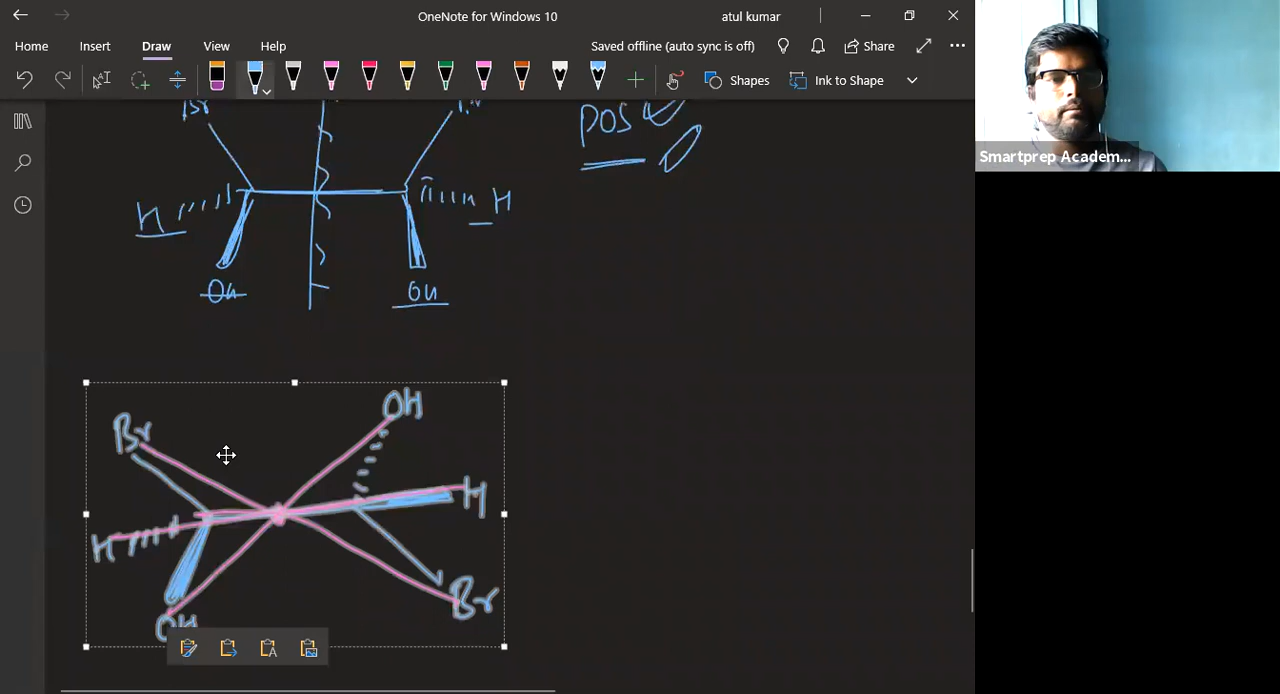 OneNote for Windows 10
atul kumar
Home Insert Draw View Help
Saved offline (auto sync is off)
Share
Shapes
Ink to Shape
POS
H
H
OH
OH
Smartprep Academ...
OH
Br
H
H
Br
OH